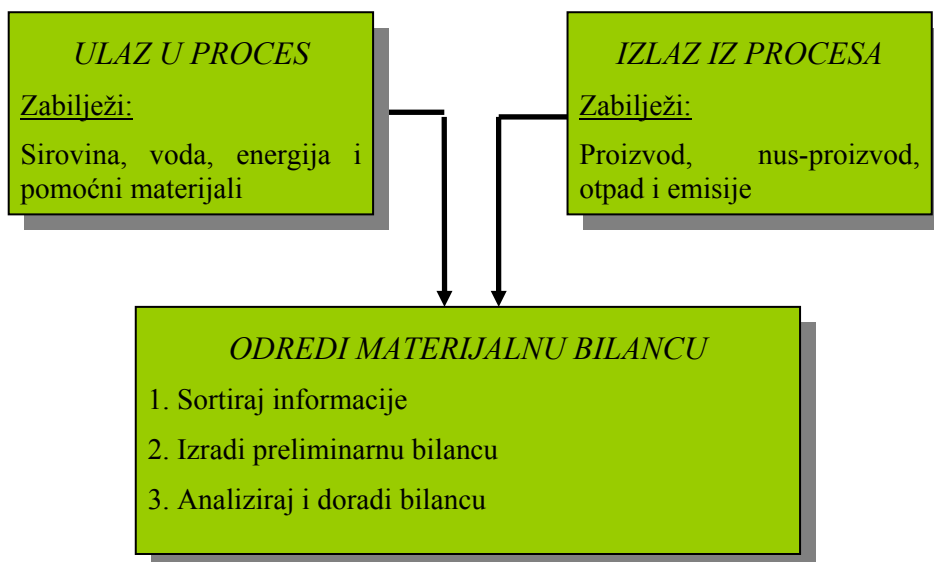 ULAZ U PROCES
Zabilježi:
Sirovina, voda, energija i
pomoćni materijali
IZLAZ IZ PROCESA
Zabilježi:
Proizvod, nus-proizvod,
otpad i emisije
ODREDI MATERIJALNU BILANCU
1. Sortiraj informacije
2. Izradi preliminarnu bilancu
3. Analiziraj i doradi bilancu